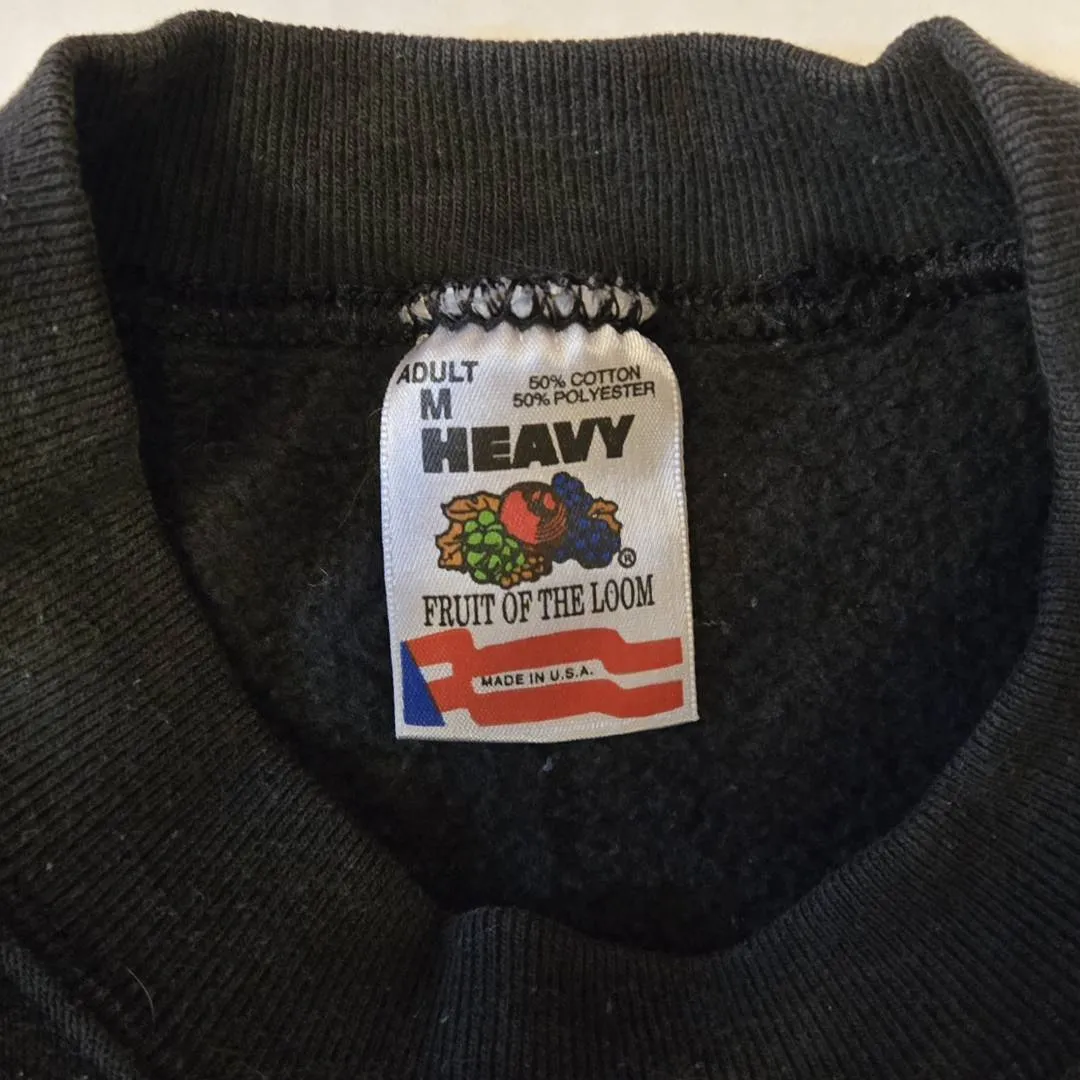 ADULT
M
50% COTTON
50% POLYESTER
HEAVY
®
FRUIT OF THE LOOM
MADE IN U.S.A.